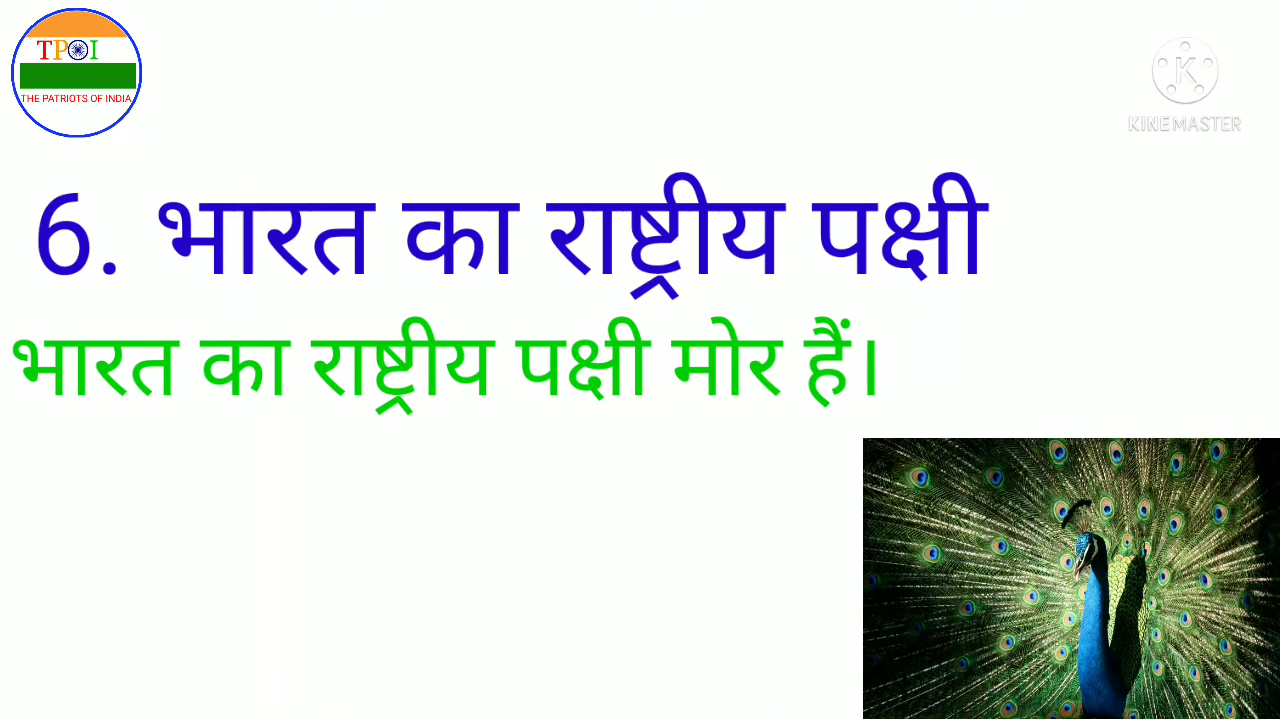 TPOI
THE PATRIOTS OF INDIA
K
KINEMASTER
6. भारत का राष्ट्रीय पक्षी
भारत का राष्ट्रीय पक्षी मोर हैं।